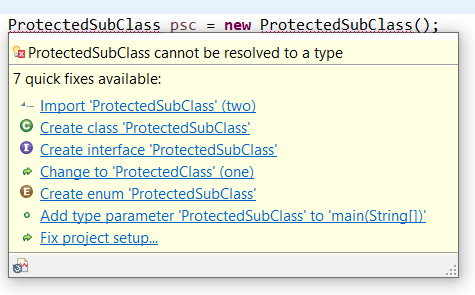 ProtectedSubClass psc = new ProtectedSubClass();
ProtectedSubClass cannot be resolved to a type
7 quick fixes available:
Import 'ProtectedSubClass' (two)
C Create class 'ProtectedSubClass'
I Create interface 'ProtectedSubClass'
Change to 'ProtectedClass' (one)
E Create enum 'ProtectedSubClass'
Add type parameter 'ProtectedSubClass' to 'main(String[])'
Fix project setup...